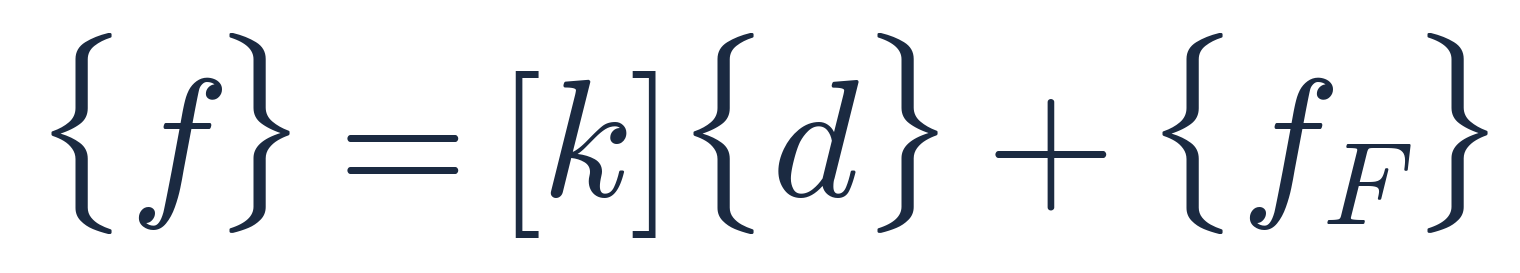 {f} = [k]{d} + {f_F}